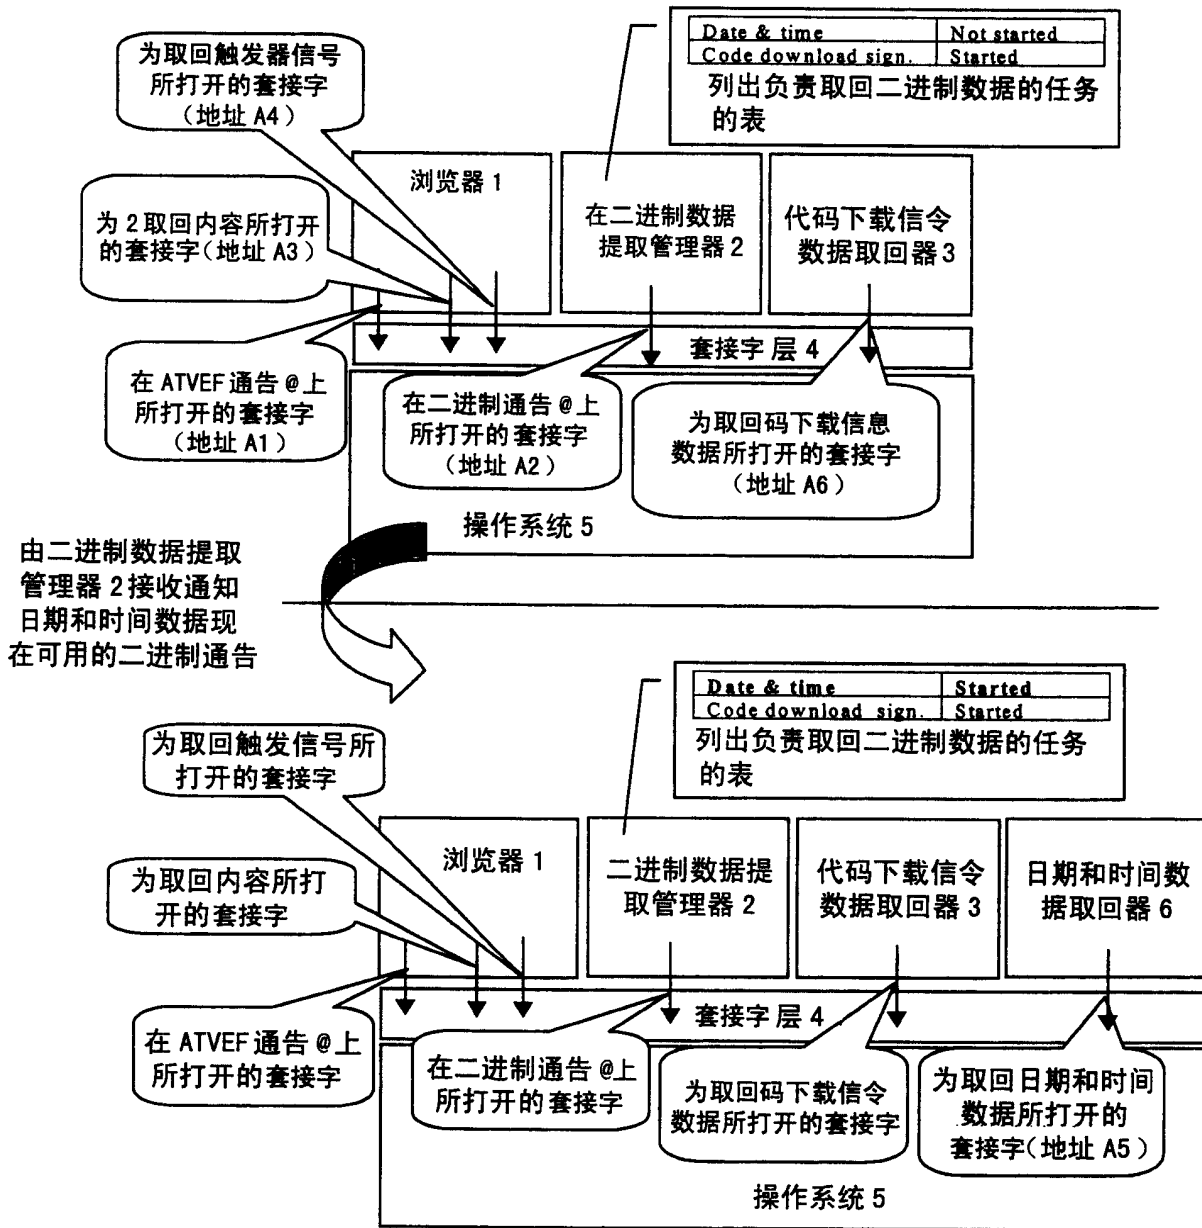 为取回触发器信号
所打开的套接字
（地址 A4）
Date & time Not started
Code download sign. Started
列出负责取回二进制数据的任务
的表
浏览器 1
在二进制数据
提取管理器 2
代码下载信令
数据取回器 3
为 2 取回内容所打开
的套接字（地址 A3）
套接字 层 4
在 ATVEF 通告 @ 上
所打开的套接字
（地址 A1）
在二进制通告 @ 上
所打开的套接字
（地址 A2）
为取回码下载信息
数据所打开的套接字
（地址 A6）
操作系统 5
由二进制数据提取
管理器 2 接收通知
日期和时间数据现
在可用的二进制通告
Date & time Started
Code download sign. Started
列出负责取回二进制数据的任务
的表
为取回触发信号所
打开的套接字
浏览器 1
二进制数据提
取管理器 2
代码下载信令
数据取回器 3
日期和时间数
据取回器 6
为取回内容所打
开的套接字
套接字 层 4
在 ATVEF 通告 @ 上
所打开的套接字
在二进制通告 @ 上
所打开的套接字
为取回码下载信令
数据所打开的套接字
为取回日期和时间
数据所打开的
套接字（地址 A5）
操作系统 5